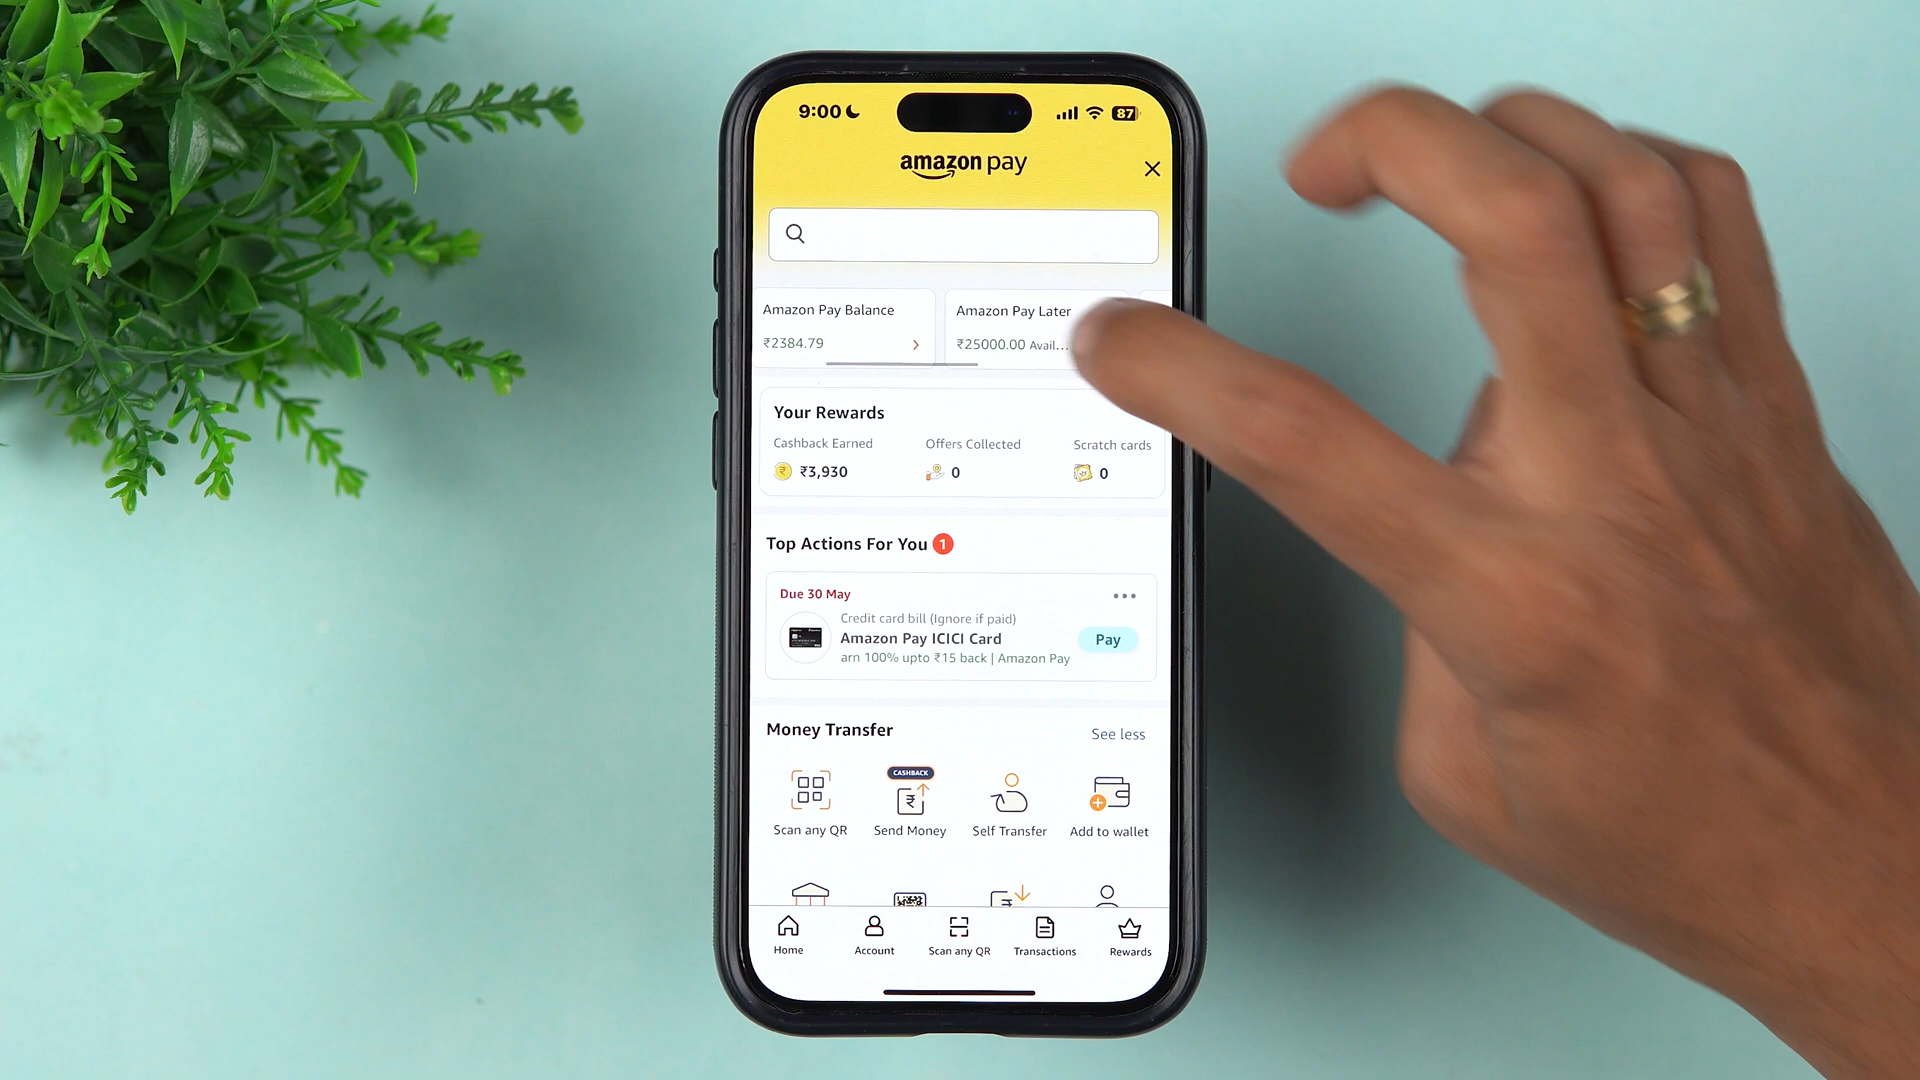 9:00
87
amazon pay
Amazon Pay Balance
₹2384.79
Amazon Pay Later
₹25000.00 Avail...
Your Rewards
Cashback Earned
Offers Collected
Scratch cards
₹3,930
0
0
Top Actions For You 1
Due 30 May
Credit card bill (Ignore if paid)
Amazon Pay ICICI Card
arn 100% upto ₹15 back | Amazon Pay
Pay
Money Transfer
See less
CASHBACK
Scan any QR
Send Money
Self Transfer
Add to wallet
Home
Account
Scan any QR
Transactions
Rewards